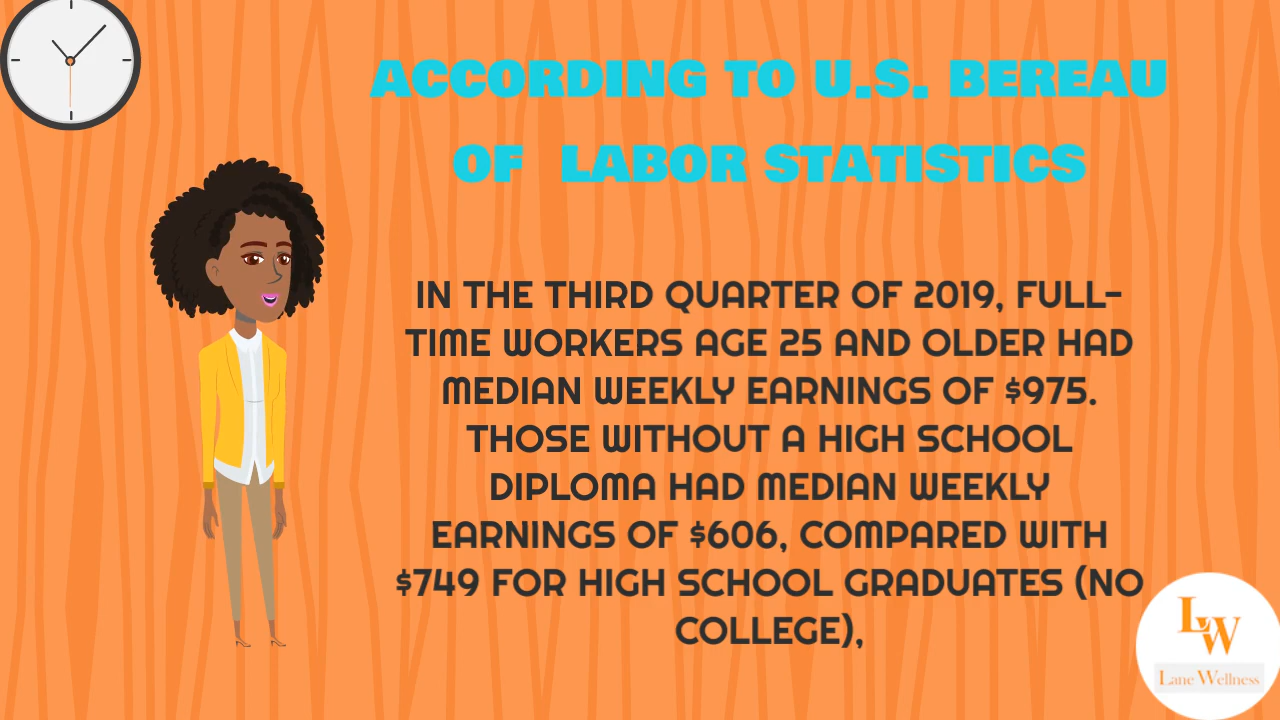 ACCORDING TO U.S. BEREAU
OF LABOR STATISTICS
IN THE THIRD QUARTER OF 2019, FULL-
TIME WORKERS AGE 25 AND OLDER HAD
MEDIAN WEEKLY EARNINGS OF $975.
THOSE WITHOUT A HIGH SCHOOL
DIPLOMA HAD MEDIAN WEEKLY
EARNINGS OF $606, COMPARED WITH
$749 FOR HIGH SCHOOL GRADUATES (NO
COLLEGE),
LW
Lane Wellness